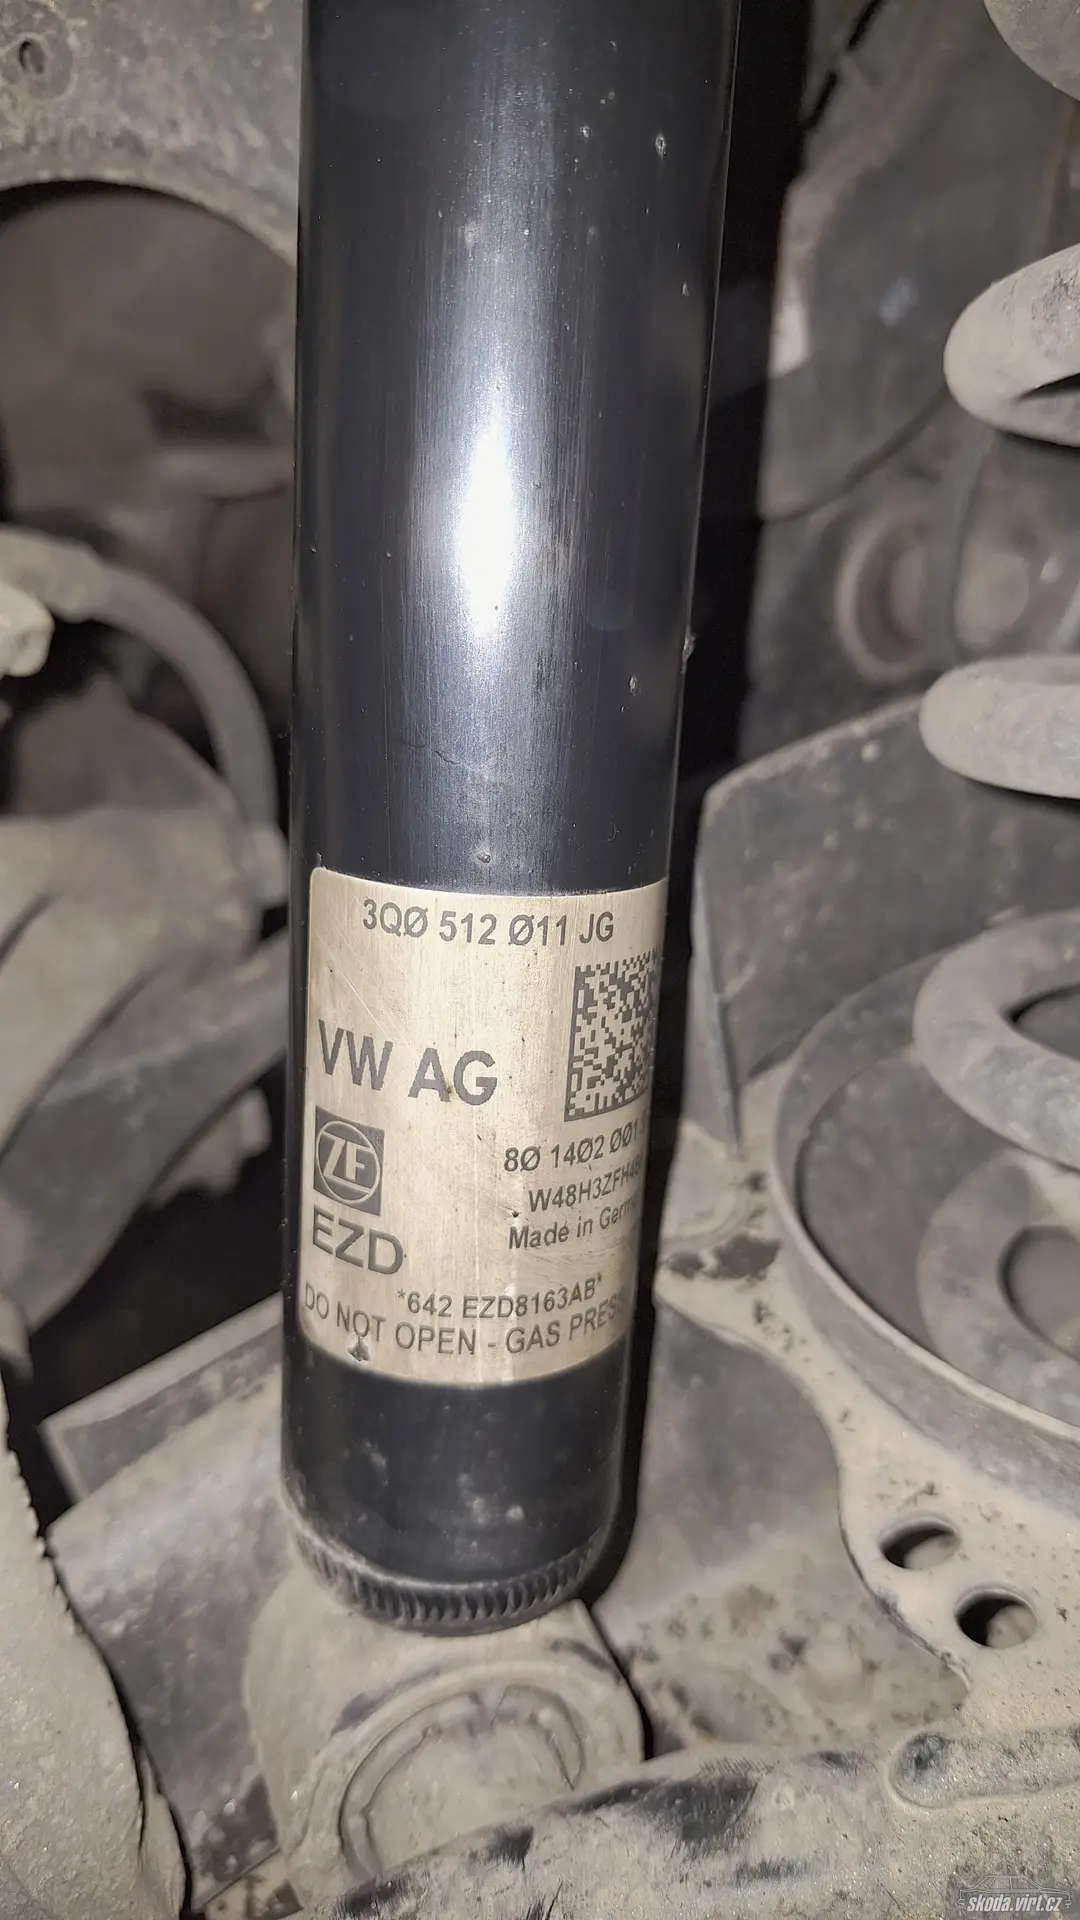 3QØ 512 Ø11 JG
VW AG
8Ø 14Ø2 ØØ1
ZF
Made in
EZD
*642 EZD8163AB*
DO NOT OPEN - GAS
skoda.virt.cz